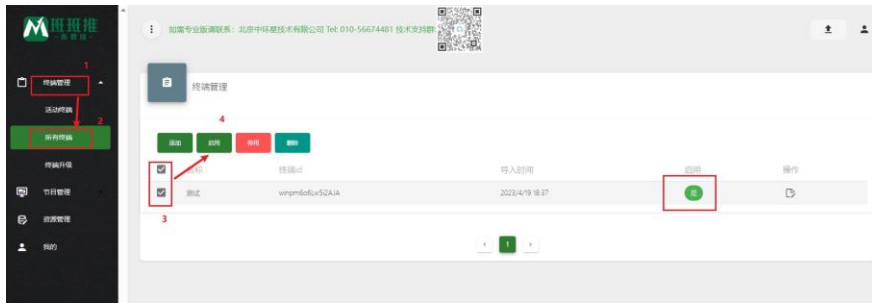 班班推
如需专业版请联系：北京中环星技术有限公司 Tel: 010-56674481 技术支持群:
1
终端管理
终端管理
活动终端
2
4
所有终端
添加 启用 停用 删除
终端升级
名称 终端id 导入时间 启用 操作
节目管理
测试 winpm6o6Lw5i2AJA 2023/4/19 18:37 是
资源管理
3
我的
1